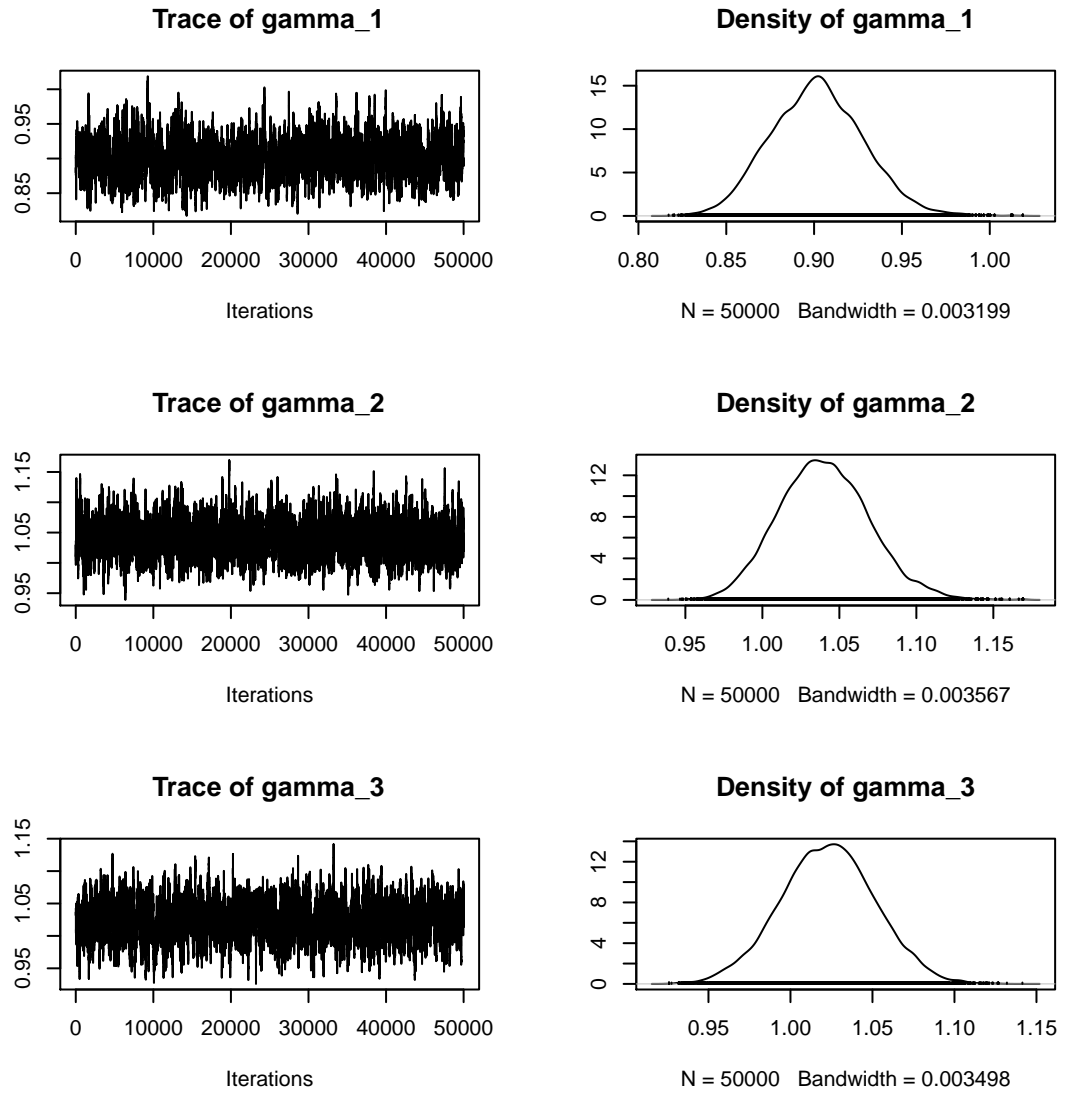 Trace of gamma_1
0.85 0.95
0 10000 20000 30000 40000 50000
Iterations
Density of gamma_1
0 5 10 15
0.80 0.85 0.90 0.95 1.00
N = 50000 Bandwidth = 0.003199
Trace of gamma_2
0.95 1.05 1.15
0 10000 20000 30000 40000 50000
Iterations
Density of gamma_2
0 4 8 12
0.95 1.00 1.05 1.10 1.15
N = 50000 Bandwidth = 0.003567
Trace of gamma_3
0.95 1.05 1.15
0 10000 20000 30000 40000 50000
Iterations
Density of gamma_3
0 4 8 12
0.95 1.00 1.05 1.10 1.15
N = 50000 Bandwidth = 0.003498